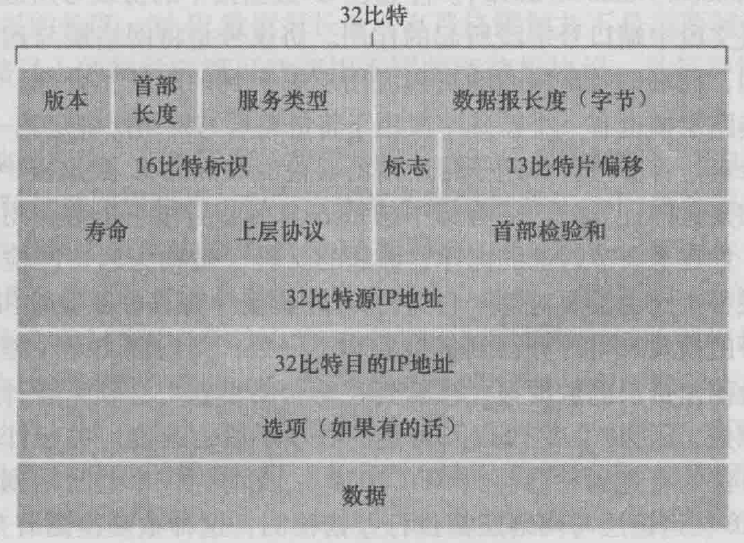 32比特
版本 首部长度 服务类型 数据报长度（字节）
16比特标识 标志 13比特片偏移
寿命 上层协议 首部检验和
32比特源IP地址
32比特目的IP地址
选项（如果有的话）
数据